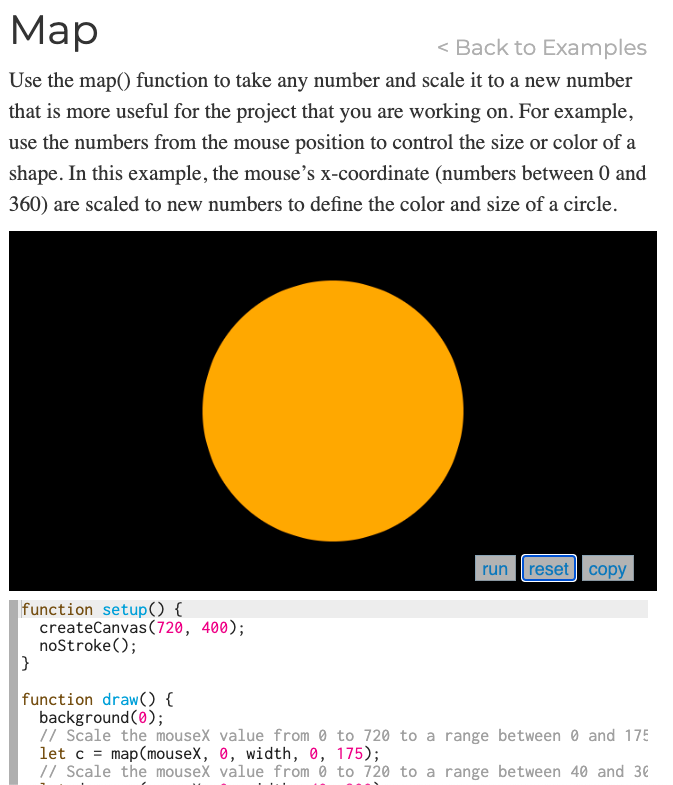 Map
< Back to Examples
Use the map() function to take any number and scale it to a new number
that is more useful for the project that you are working on. For example,
use the numbers from the mouse position to control the size or color of a
shape. In this example, the mouse’s x-coordinate (numbers between 0 and
360) are scaled to new numbers to define the color and size of a circle.
run reset copy
function setup() {
  createCanvas(720, 400);
  noStroke();
}
function draw() {
  background(0);
  // Scale the mouseX value from 0 to 720 to a range between 0 and 175
  let c = map(mouseX, 0, width, 0, 175);
  // Scale the mouseX value from 0 to 720 to a range between 40 and 30